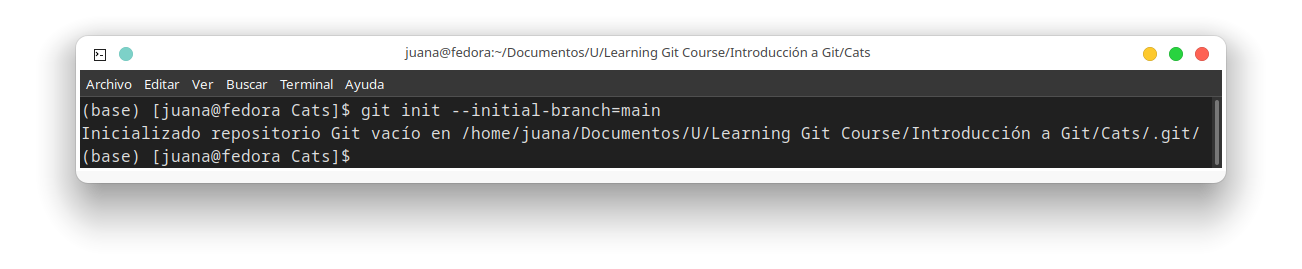 juana@fedora:~/Documentos/U/Learning Git Course/Introducción a Git/Cats
Archivo Editar Ver Buscar Terminal Ayuda
(base) [juana@fedora Cats]$ git init --initial-branch=main
Inicializado repositorio Git vacío en /home/juana/Documentos/U/Learning Git Course/Introducción a Git/Cats/.git/
(base) [juana@fedora Cats]$